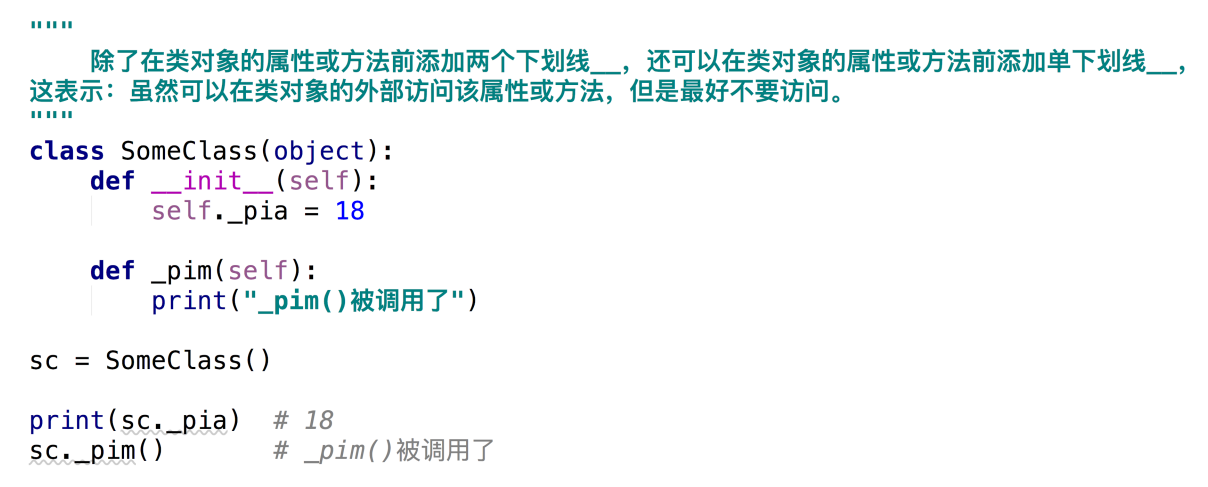 """
    除了在类对象的属性或方法前添加两个下划线__，还可以在类对象的属性或方法前添加单下划线__，
这表示：虽然可以在类对象的外部访问该属性或方法，但是最好不要访问。
"""
class SomeClass(object):
    def __init__(self):
        self._pia = 18

    def _pim(self):
        print("_pim()被调用了")

sc = SomeClass()

print(sc._pia)  # 18
sc._pim()       # _pim()被调用了